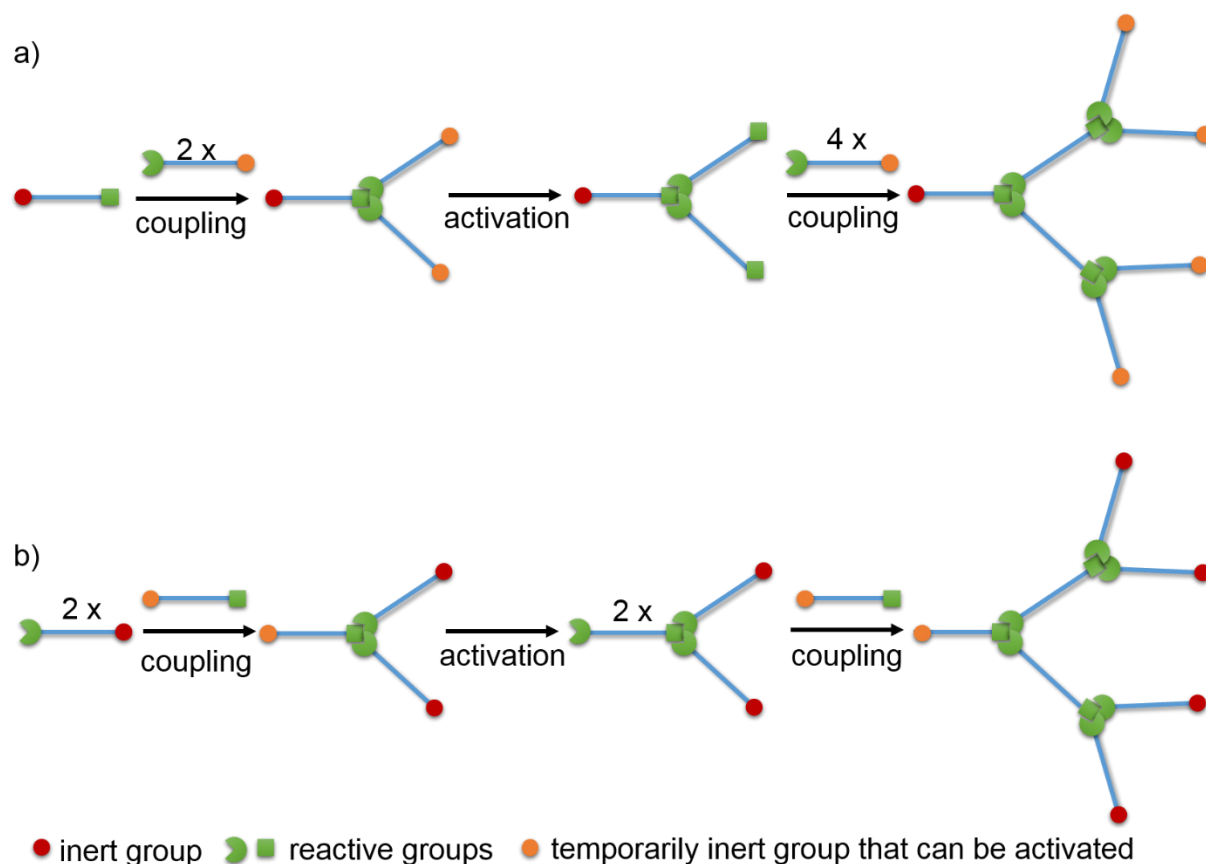 a)
2 x
4 x
coupling
activation
coupling
b)
2 x
2 x
coupling
activation
coupling
inert group
reactive groups
temporarily inert group that can be activated